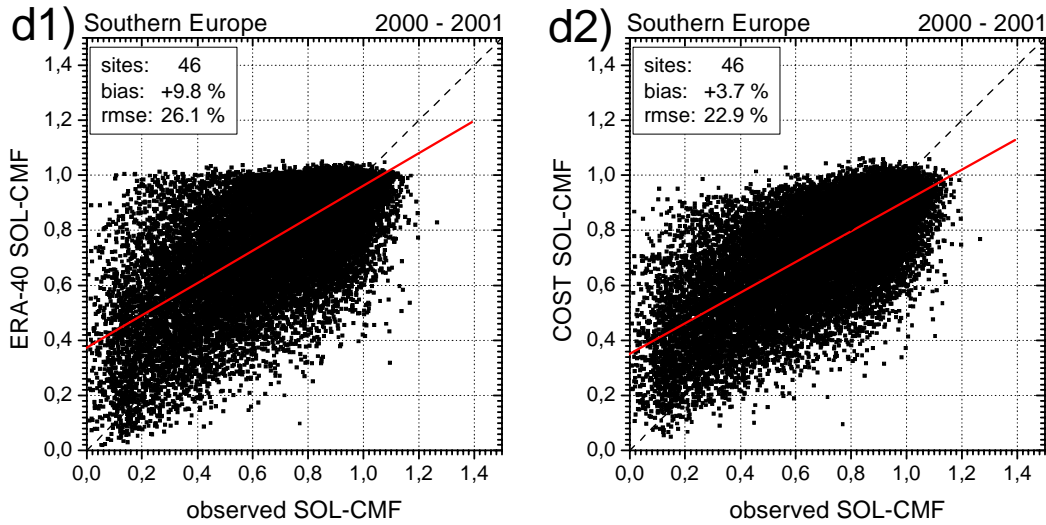 d1) Southern Europe 2000 - 2001
sites: 46
bias: +9.8 %
rmse: 26.1 %
ERA-40 SOL-CMF
1,4
1,2
1,0
0,8
0,6
0,4
0,2
0,0
0,0 0,2 0,4 0,6 0,8 1,0 1,2 1,4
observed SOL-CMF
d2) Southern Europe 2000 - 2001
sites: 46
bias: +3.7 %
rmse: 22.9 %
COST SOL-CMF
1,4
1,2
1,0
0,8
0,6
0,4
0,2
0,0
0,0 0,2 0,4 0,6 0,8 1,0 1,2 1,4
observed SOL-CMF